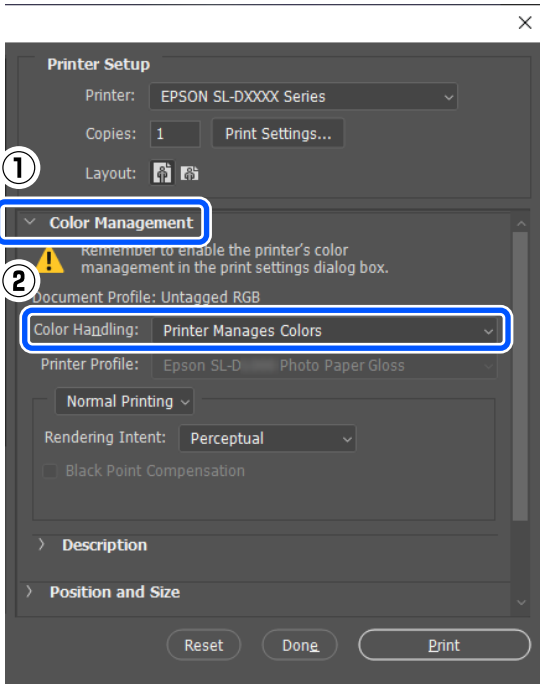 Printer Setup
Printer: EPSON SL-DXXXX Series
Copies: 1 Print Settings...
①
Layout:
Color Management
Remember to enable the printer's color
management in the print settings dialog box.
②
Document Profile: Untagged RGB
Color Handling: Printer Manages Colors
Printer Profile: Epson SL-D Photo Paper Gloss
Normal Printing
Rendering Intent: Perceptual
Black Point Compensation
Description
Position and Size
Reset Done Print